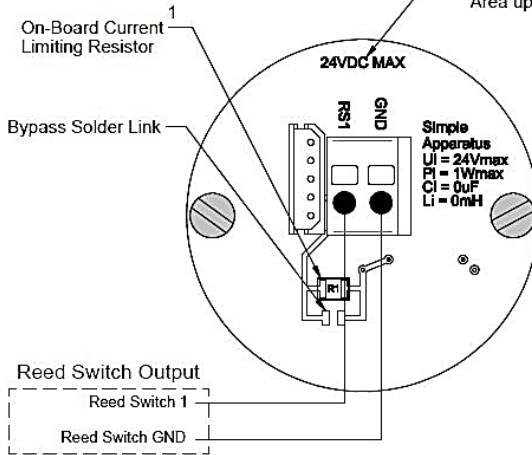 Area up
1
On-Board Current
Limiting Resistor
24VDC MAX
RS1
GND
Bypass Solder Link
Simple
Apparatus
Ui = 24Vmax
Pi = 1Wmax
Ci = 0uF
Li = 0mH
R1
Reed Switch Output
Reed Switch 1
Reed Switch GND